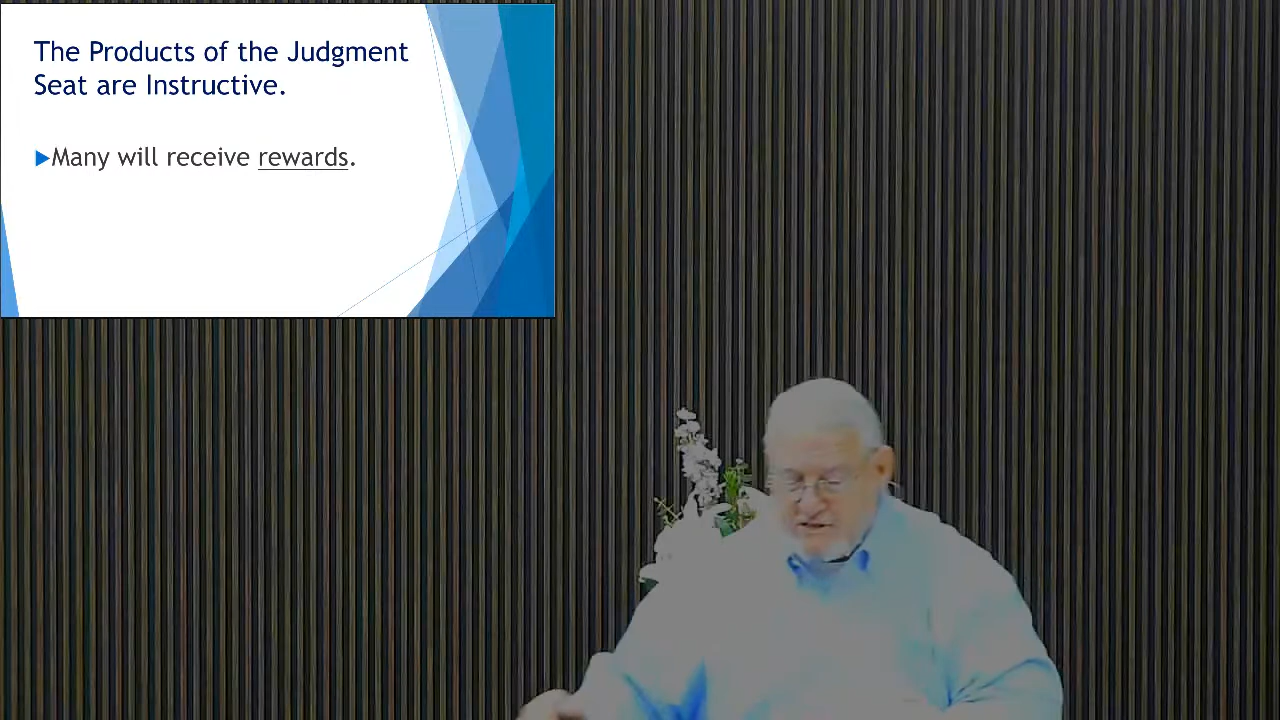 The Products of the Judgment
Seat are Instructive.
Many will receive rewards.